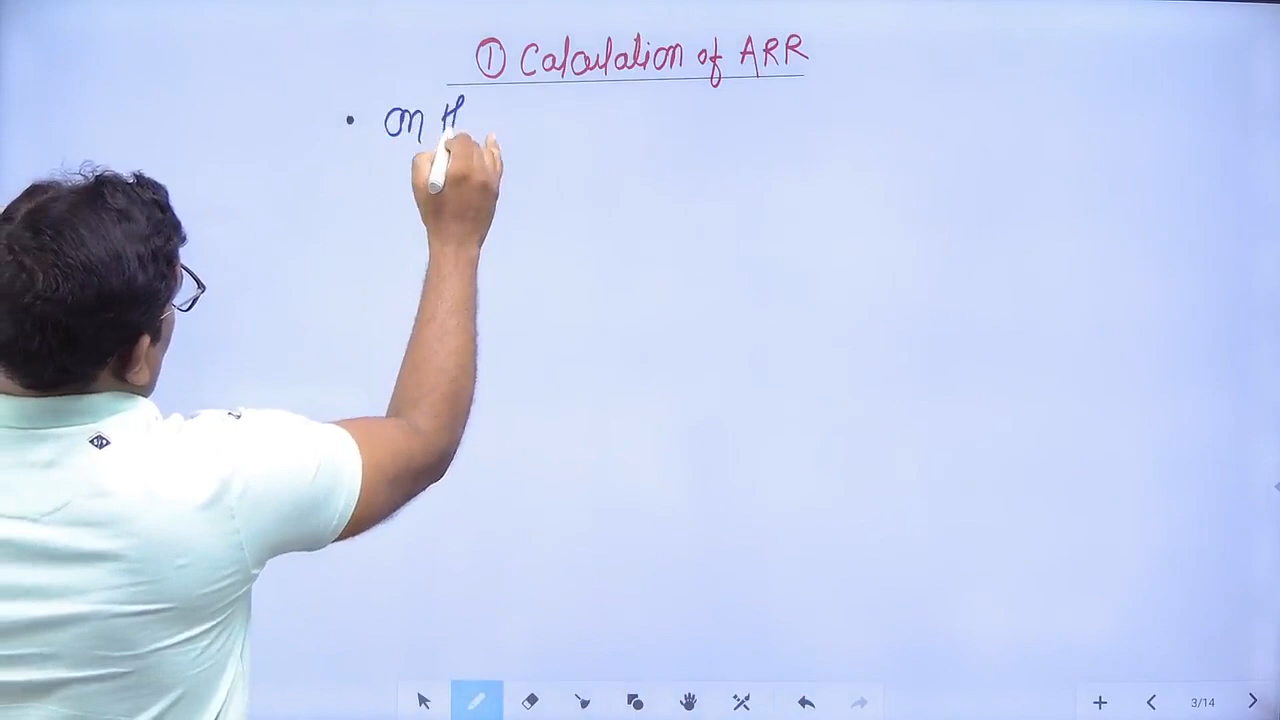 ① Calculation of ARR
• On
3/14